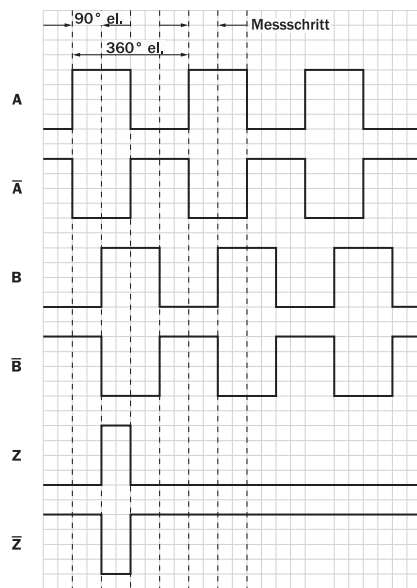 90° el.
Messschritt
360° el.
A
A̅
B
B̅
Z
Z̅